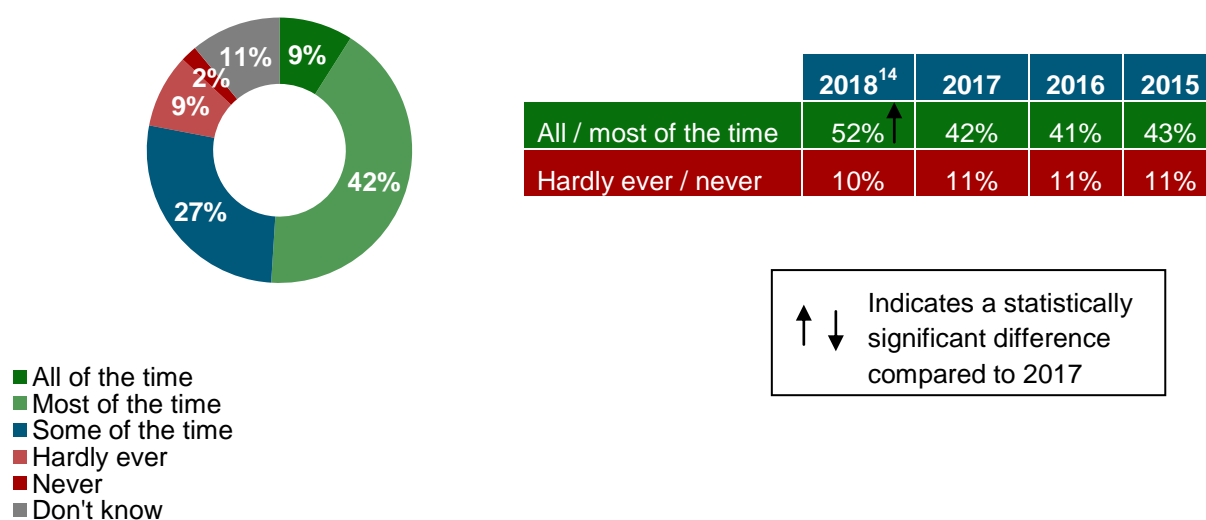 11% 9%
2%
9%
42%
27%
2018¹⁴ 2017 2016 2015
All / most of the time 52% 42% 41% 43%
Hardly ever / never 10% 11% 11% 11%
Indicates a statistically
significant difference
compared to 2017
All of the time
Most of the time
Some of the time
Hardly ever
Never
Don't know